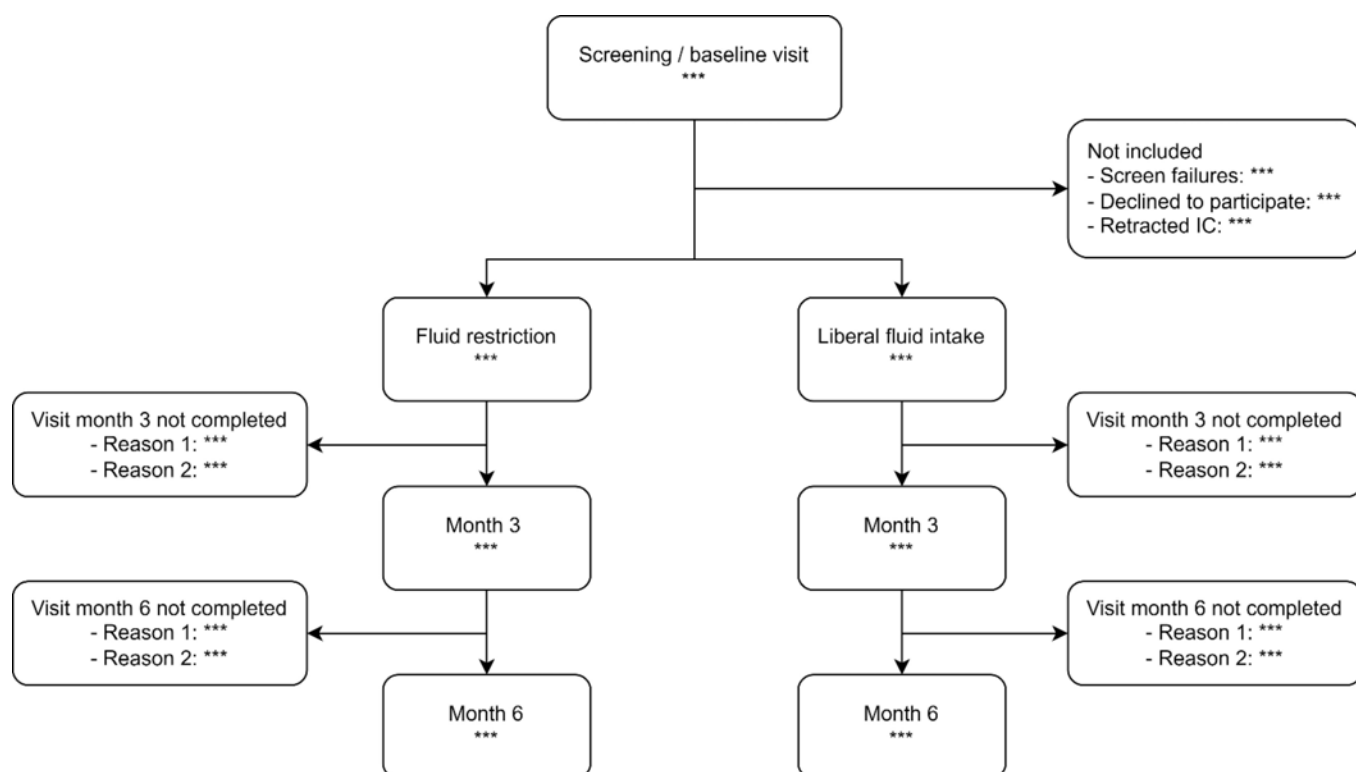 Screening / baseline visit
***
Not included
- Screen failures: ***
- Declined to participate: ***
- Retracted IC: ***
Fluid restriction
***
Liberal fluid intake
***
Visit month 3 not completed
- Reason 1: ***
- Reason 2: ***
Visit month 3 not completed
- Reason 1: ***
- Reason 2: ***
Month 3
***
Month 3
***
Visit month 6 not completed
- Reason 1: ***
- Reason 2: ***
Visit month 6 not completed
- Reason 1: ***
- Reason 2: ***
Month 6
***
Month 6
***